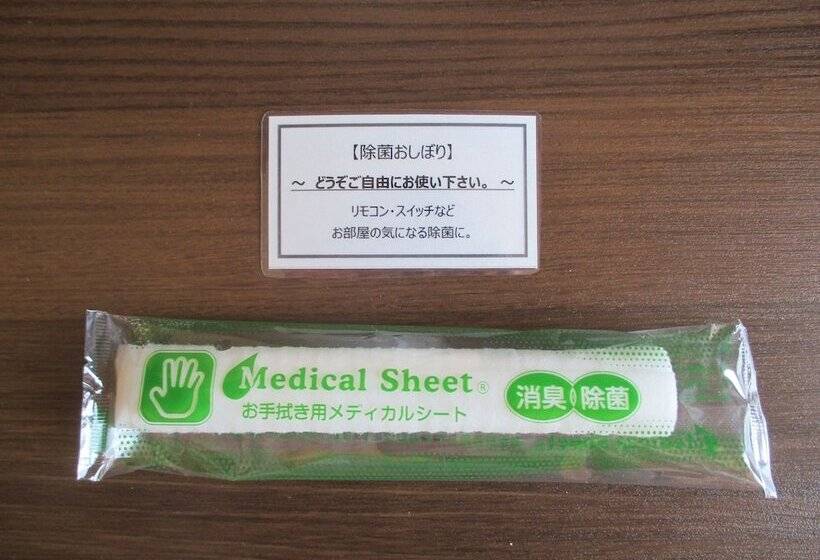 【除菌おしぼり】
～ どうぞご自由にお使い下さい。 ～
リモコン・スイッチなど
お部屋の気になる除菌に。
Medical Sheet®
お手拭き用メディカルシート
消臭 除菌